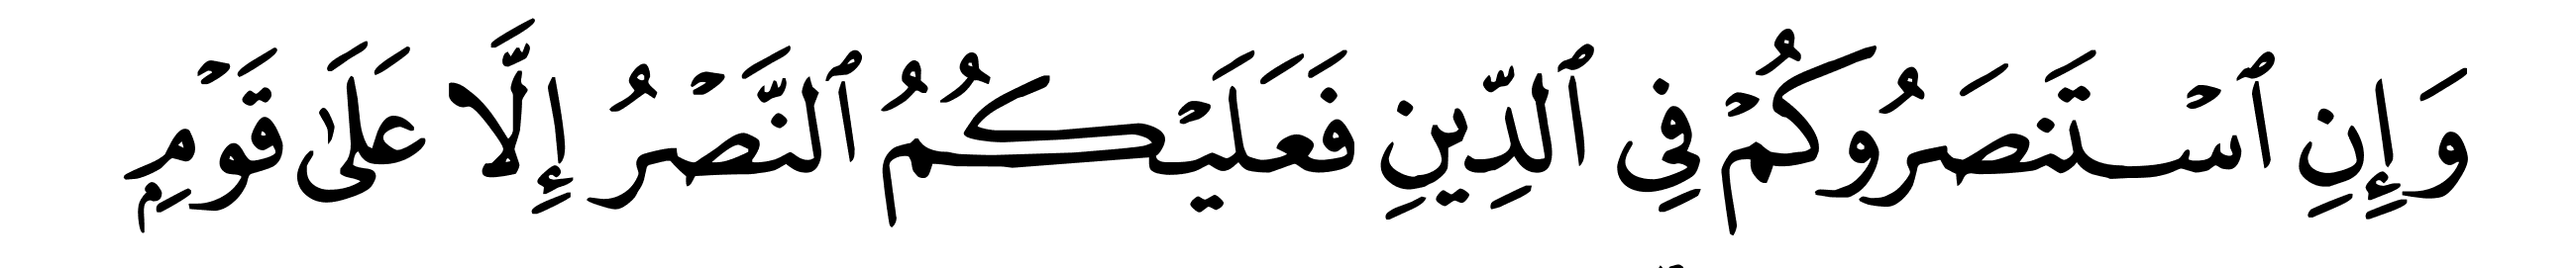 وَإِنِ ٱسۡتَنصَرُوكُمۡ فِي ٱلدِّينِ فَعَلَيۡكُمُ ٱلنَّصۡرُ إِلَّا عَلَىٰ قَوۡمِۭ